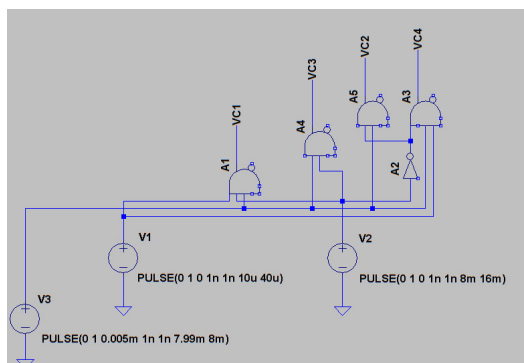 VC2
VC4
VC3
A5
A3
VC1
A4
A2
A1
V1
V2
PULSE(0 1 0 1n 1n 10u 40u)
PULSE(0 1 0 1n 1n 8m 16m)
V3
PULSE(0 1 0.005m 1n 1n 7.99m 8m)